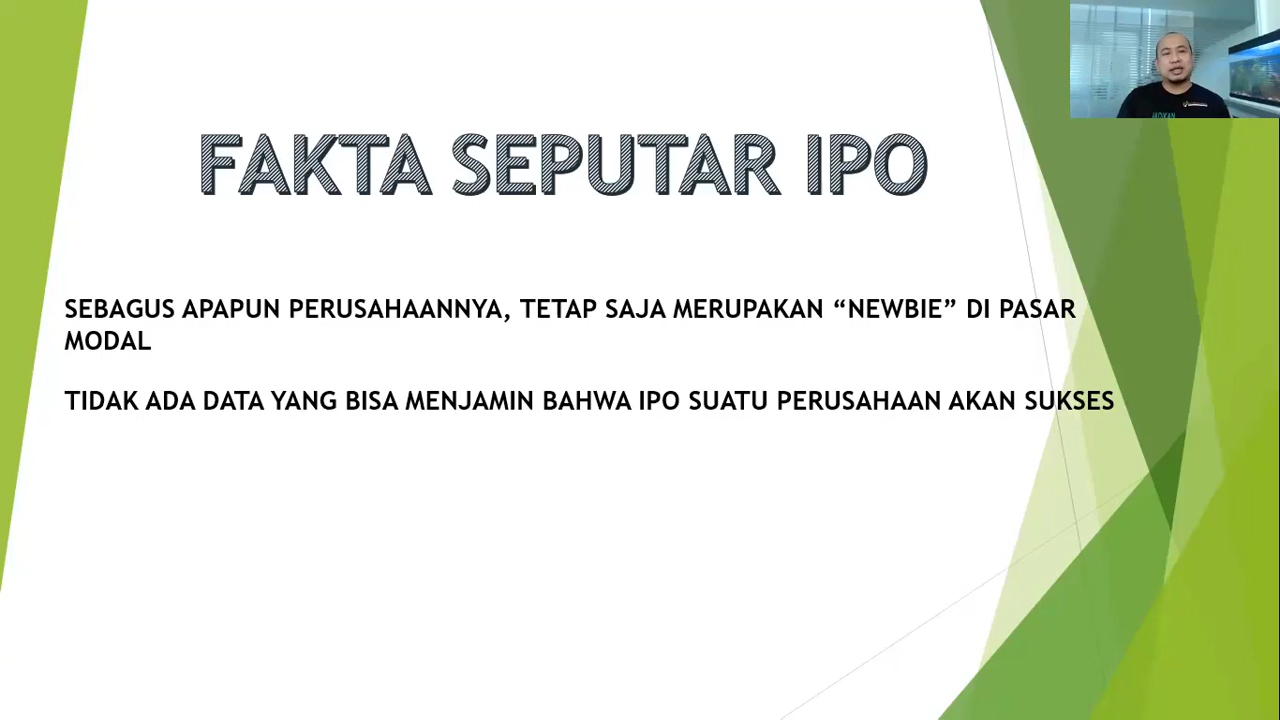 FAKTA SEPUTAR IPO
SEBAGUS APAPUN PERUSAHAANNYA, TETAP SAJA MERUPAKAN “NEWBIE” DI PASAR
MODAL
TIDAK ADA DATA YANG BISA MENJAMIN BAHWA IPO SUATU PERUSAHAAN AKAN SUKSES